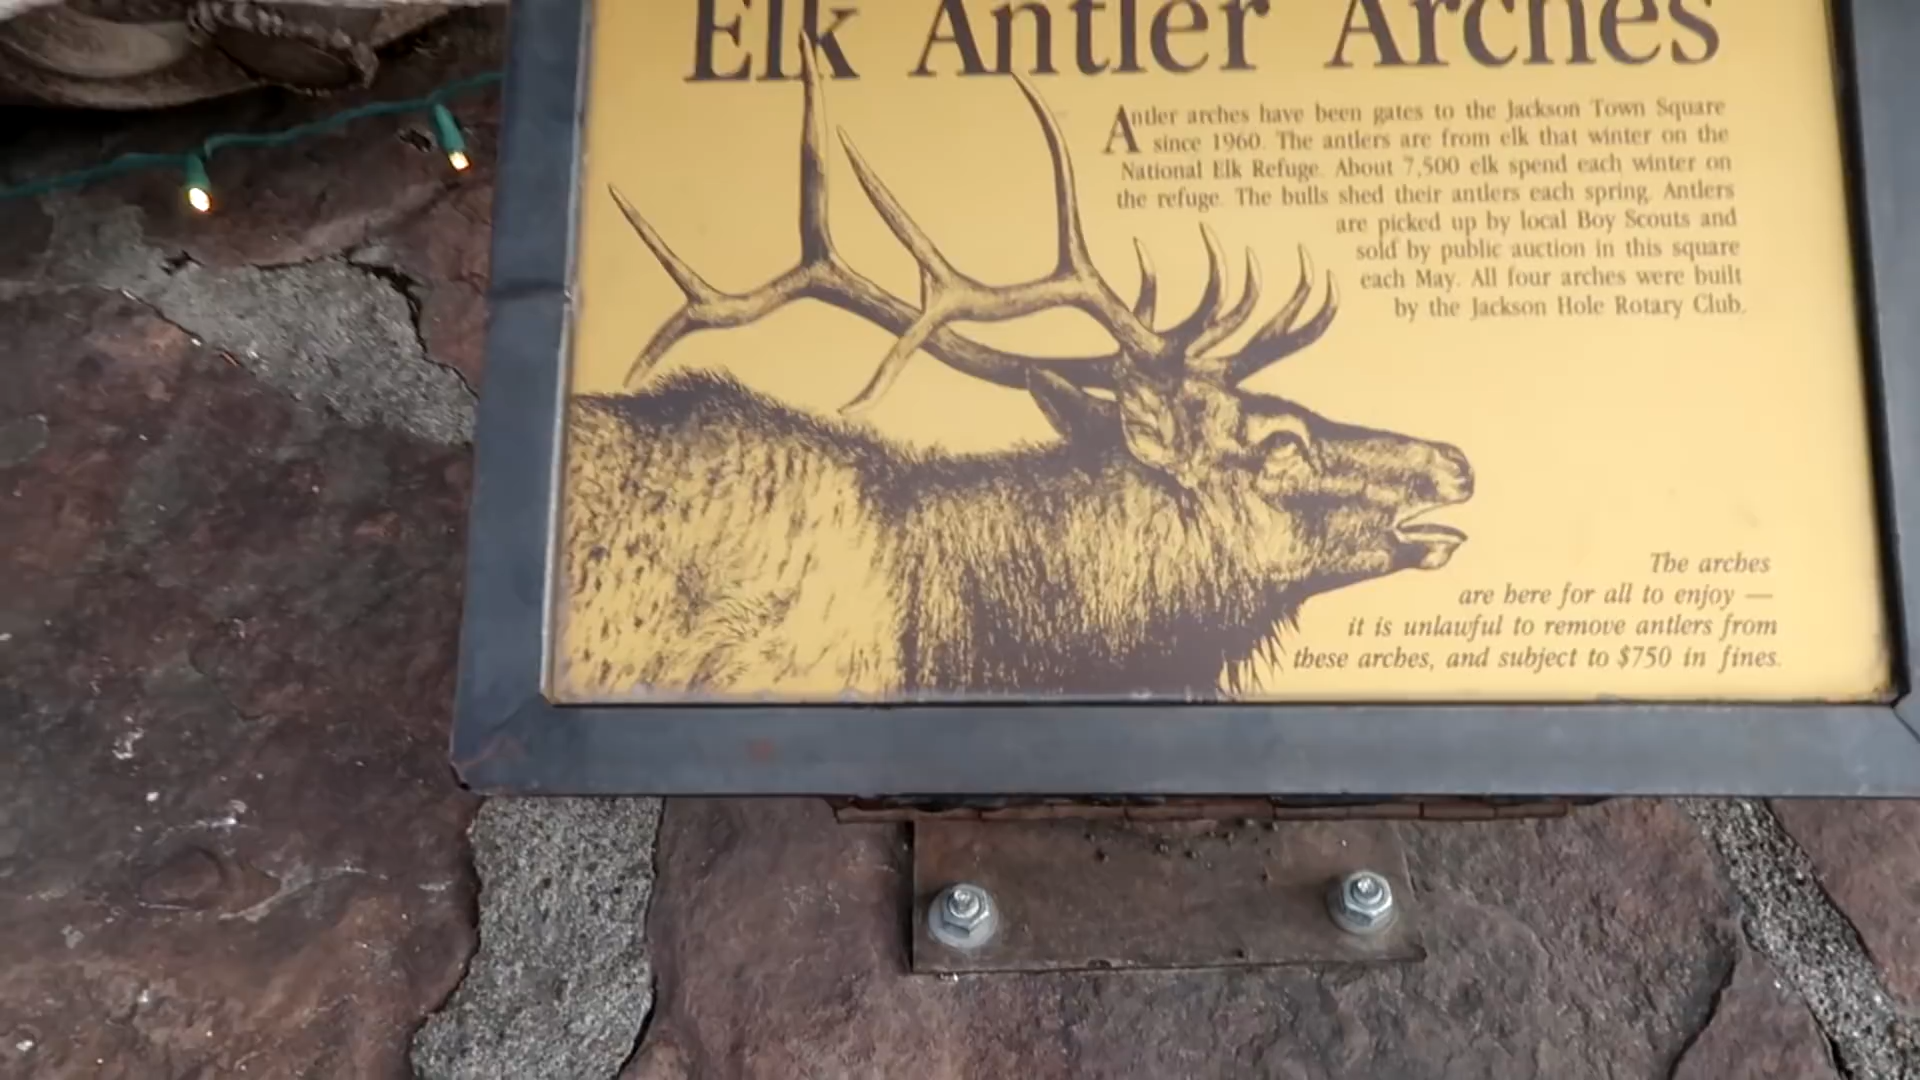 Elk Antler Arches
Antler arches have been gates to the Jackson Town Square
since 1960. The antlers are from elk that winter on the
National Elk Refuge. About 7,500 elk spend each winter on
the refuge. The bulls shed their antlers each spring. Antlers
are picked up by local Boy Scouts and
sold by public auction in this square
each May. All four arches were built
by the Jackson Hole Rotary Club.
The arches
are here for all to enjoy —
it is unlawful to remove antlers from
these arches, and subject to $750 in fines.